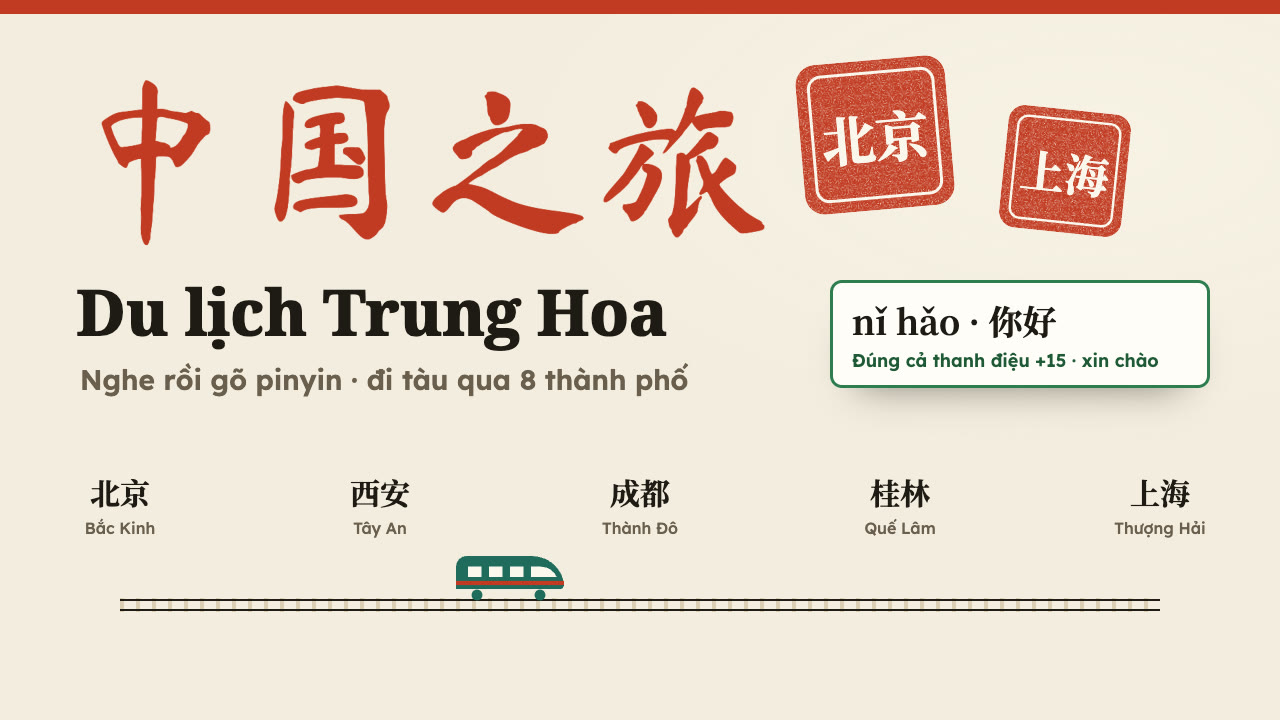 中国之旅
北京
上海
Du lịch Trung Hoa
Nghe rồi gõ pinyin · đi tàu qua 8 thành phố
nǐ hǎo · 你好
Đúng cả thanh điệu +15 · xin chào
北京 西安 成都 桂林 上海
Bắc Kinh Tây An Thành Đô Quế Lâm Thượng Hải